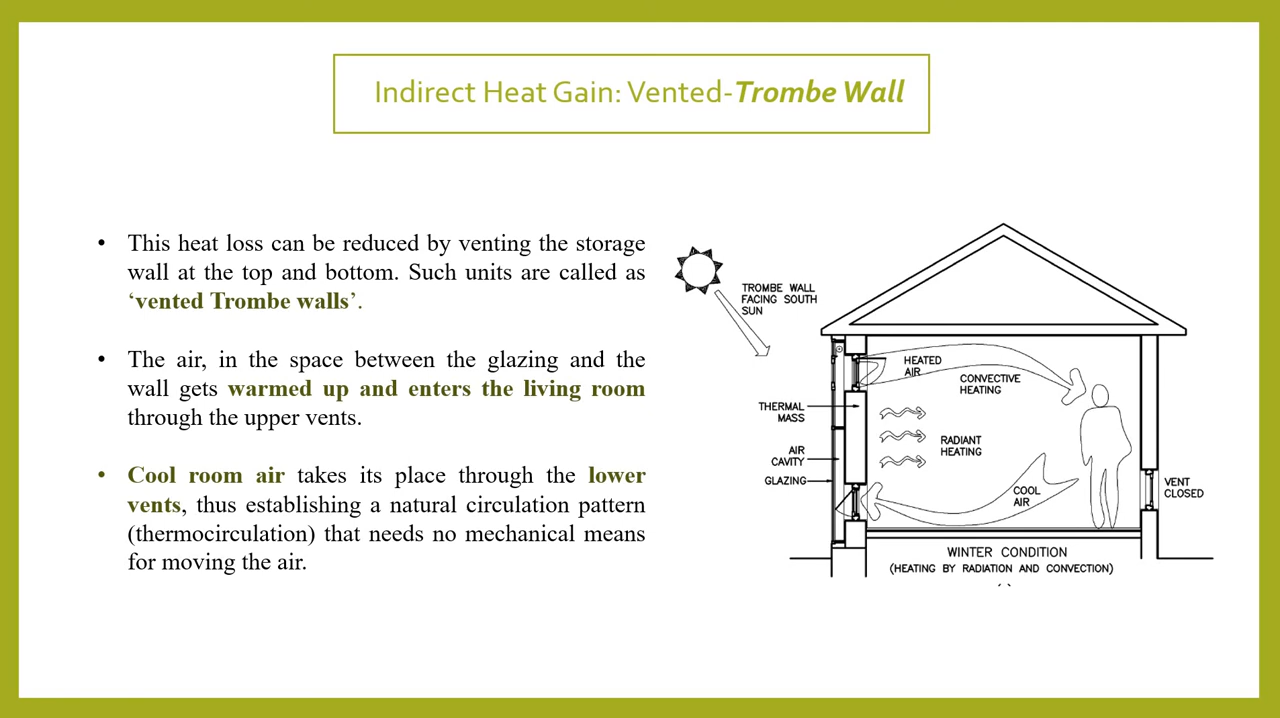 Indirect Heat Gain: Vented-Trombe Wall
• This heat loss can be reduced by venting the storage
wall at the top and bottom. Such units are called as
‘vented Trombe walls’.
• The air, in the space between the glazing and the
wall gets warmed up and enters the living room
through the upper vents.
• Cool room air takes its place through the lower
vents, thus establishing a natural circulation pattern
(thermocirculation) that needs no mechanical means
for moving the air.
TROMBE WALL
FACING SOUTH
SUN
HEATED
AIR
CONVECTIVE
HEATING
THERMAL
MASS
RADIANT
HEATING
AIR
CAVITY
GLAZING
COOL
AIR
VENT
CLOSED
WINTER CONDITION
(HEATING BY RADIATION AND CONVECTION)